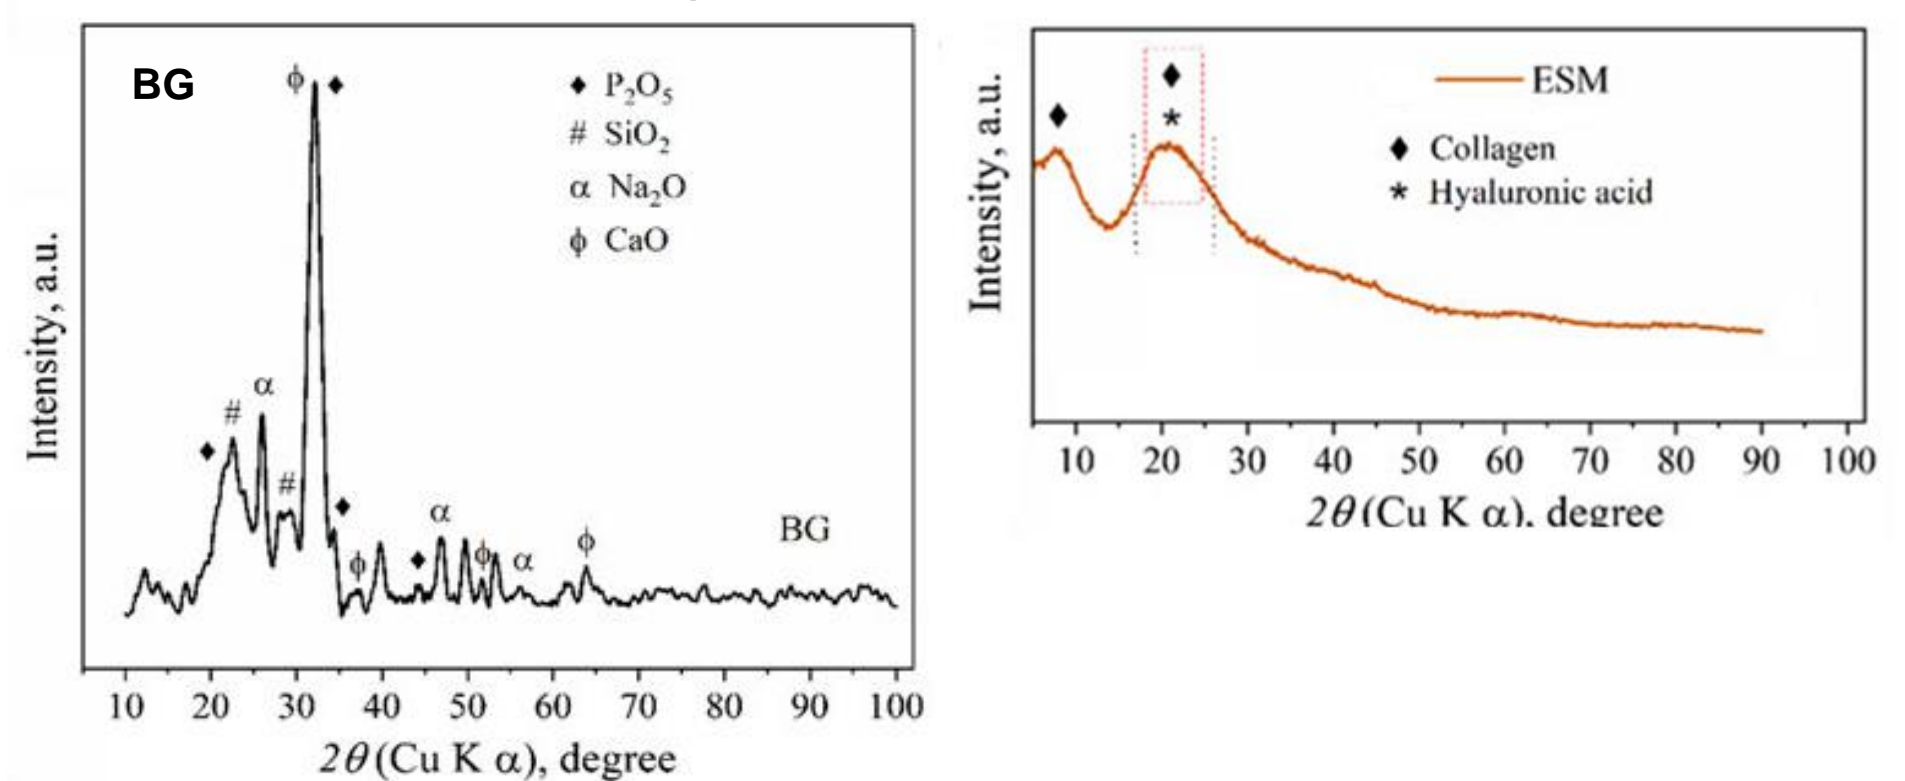 BG
ϕ ♦
♦ P₂O₅
# SiO₂
α Na₂O
ϕ CaO
α
#
♦
#
♦
α
ϕ
♦
ϕ
α
ϕ
BG
Intensity, a.u.
10 20 30 40 50 60 70 80 90 100
2θ (Cu K α), degree
ESM
♦
♦
*
♦ Collagen
* Hyaluronic acid
Intensity, a.u.
10 20 30 40 50 60 70 80 90 100
2θ (Cu K α), degree